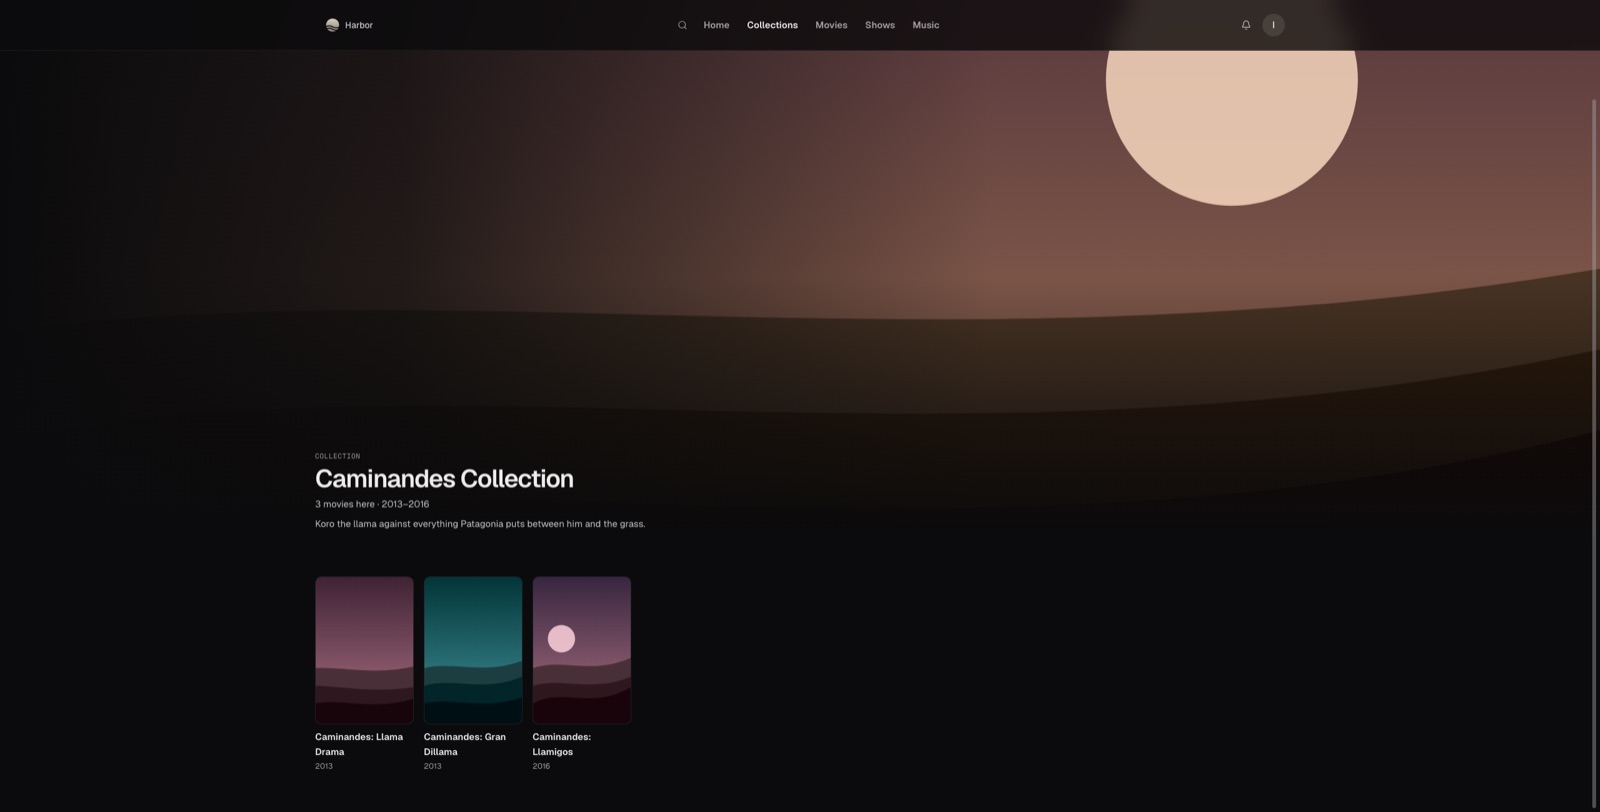 Harbor
Home
Collections
Movies
Shows
Music
I
COLLECTION
Caminandes Collection
3 movies here · 2013–2016
Koro the llama against everything Patagonia puts between him and the grass.
Caminandes: Llama
Drama
2013
Caminandes: Gran
Dillama
2013
Caminandes:
Llamigos
2016